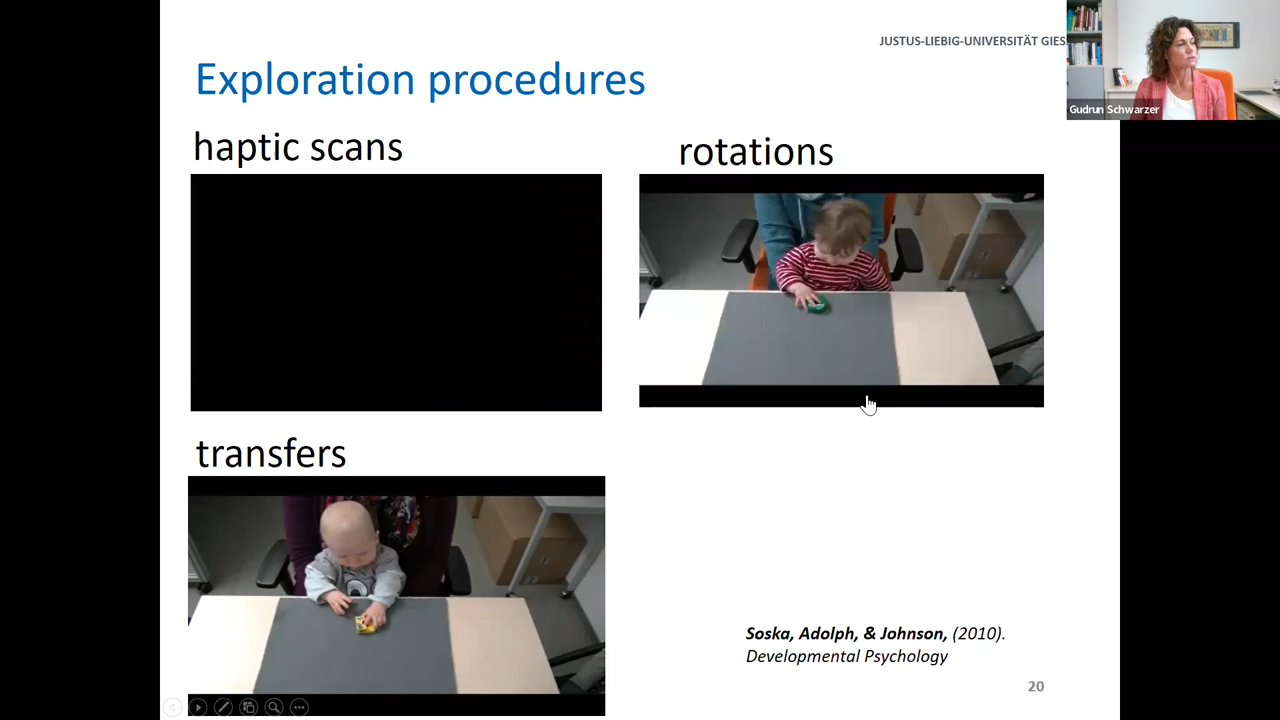 JUSTUS-LIEBIG-UNIVERSITÄT GIES
Gudrun Schwarzer
Exploration procedures
haptic scans
rotations
transfers
Soska, Adolph, & Johnson, (2010).
Developmental Psychology
20